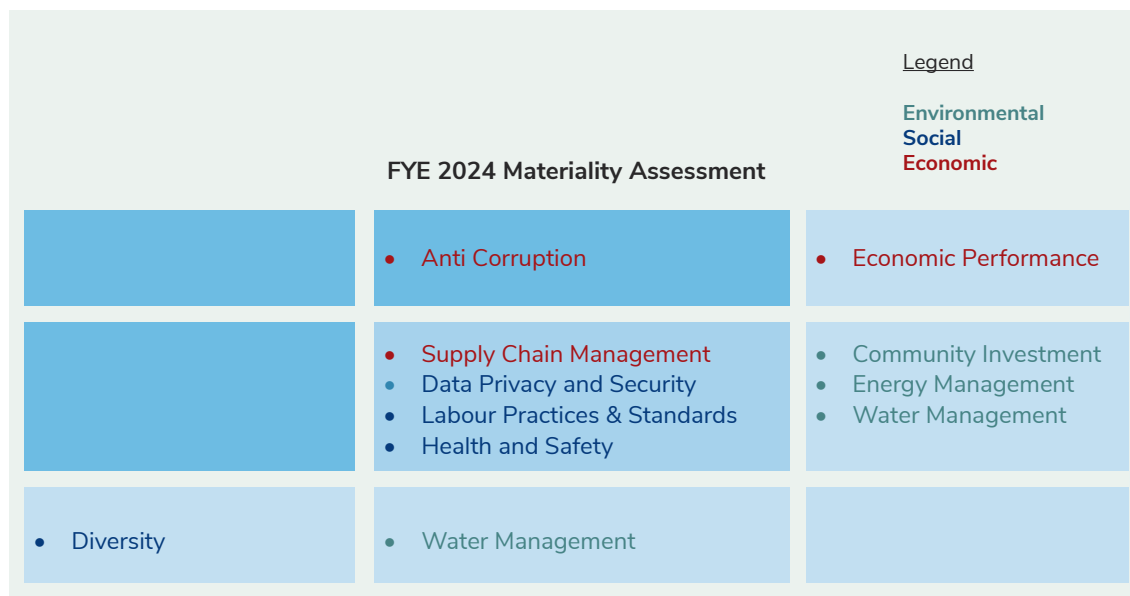 Legend
Environmental
Social
Economic
FYE 2024 Materiality Assessment
• Anti Corruption
• Economic Performance
• Supply Chain Management
• Data Privacy and Security
• Labour Practices & Standards
• Health and Safety
• Community Investment
• Energy Management
• Water Management
• Diversity
• Water Management